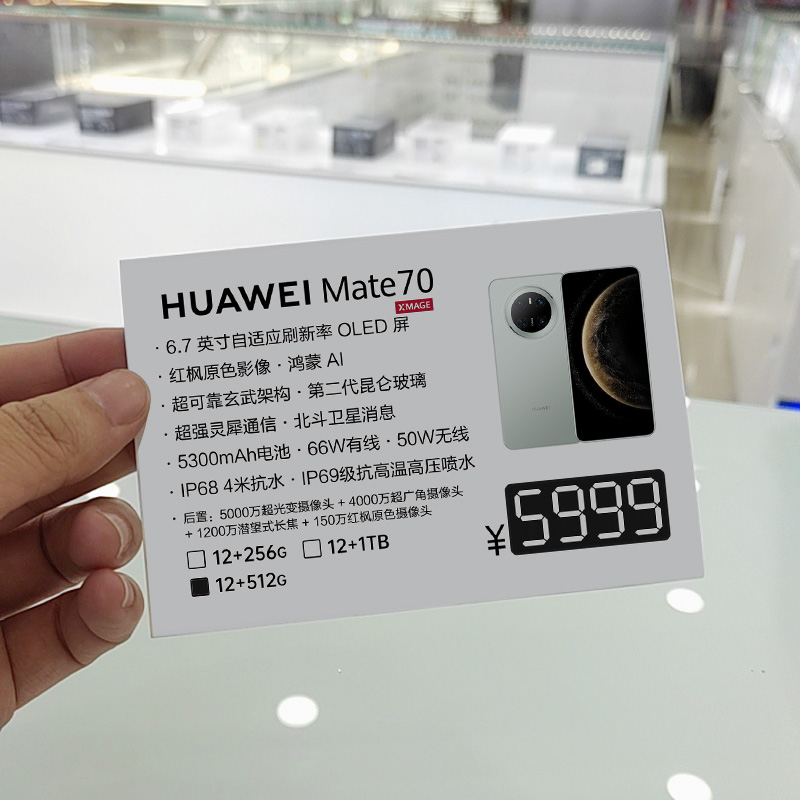 HUAWEI Mate70
XMAGE
· 6.7 英寸自适应刷新率 OLED 屏
· 红枫原色影像 · 鸿蒙 AI
· 超可靠玄武架构 · 第二代昆仑玻璃
· 超强灵犀通信 · 北斗卫星消息
· 5300mAh电池 · 66W有线 · 50W无线
· IP68 4米抗水 · IP69级抗高温高压喷水
· 后置：5000万超光变摄像头 + 4000万超广角摄像头
+ 1200万潜望式长焦 + 150万红枫原色摄像头
□ 12+256G □ 12+1TB
■ 12+512G
¥ 5999
HUAWEI